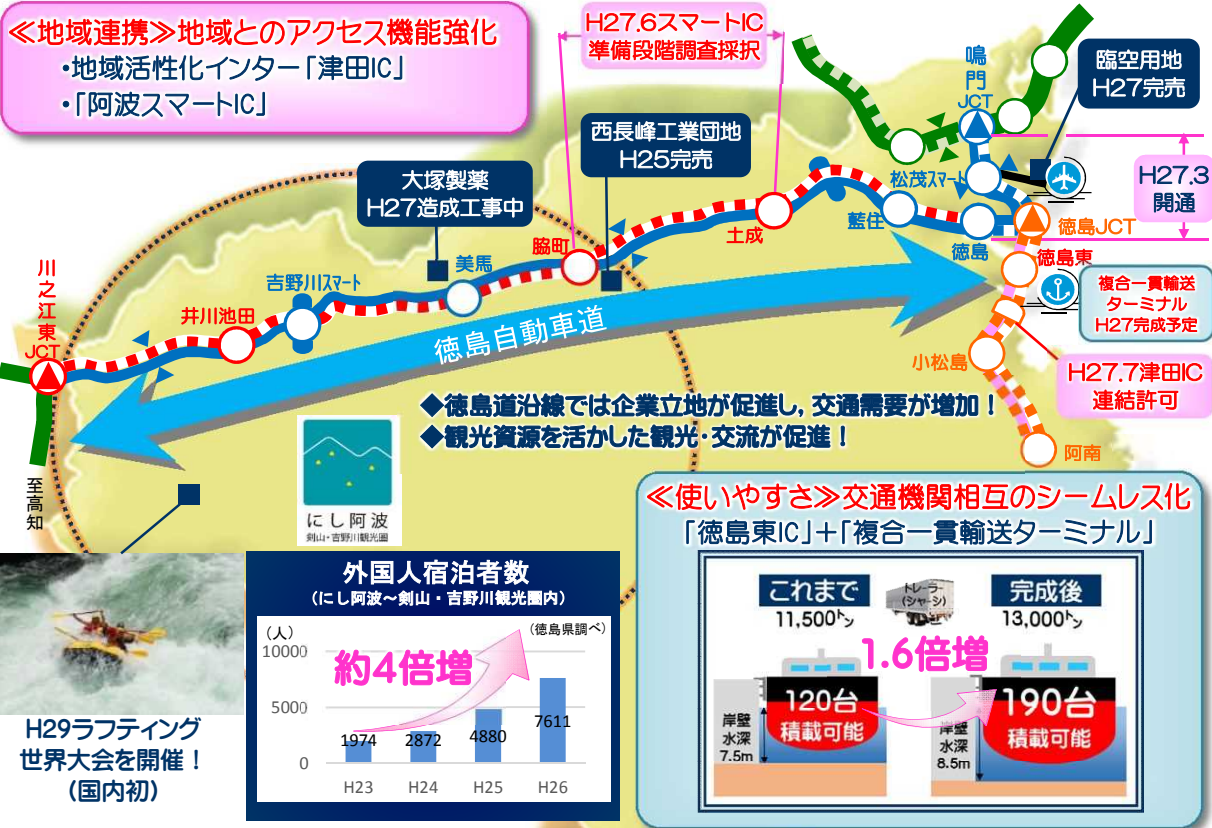 ≪地域連携≫地域とのアクセス機能強化
・地域活性化インター「津田IC」
・「阿波スマートIC」
H27.6スマートIC
準備段階調査採択
鳴門
JCT
臨空用地
H27完売
西長峰工業団地
H25完売
大塚製薬
H27造成工事中
松茂スマート
H27.3
開通
川之江東
JCT
井川池田
吉野川スマート
美馬
脇町
土成
藍住
徳島
徳島JCT
徳島東
複合一貫輸送
ターミナル
H27完成予定
徳島自動車道
小松島
H27.7津田IC
連結許可
阿南
◆徳島道沿線では企業立地が促進し,交通需要が増加！
◆観光資源を活かした観光・交流が促進！
至高知
にし阿波
剣山・吉野川観光圏
H29ラフティング
世界大会を開催！
(国内初)
外国人宿泊者数
(にし阿波～剣山・吉野川観光圏内)
(人)
(徳島県調べ)
約4倍増
10000
5000
0
1974
2872
4880
7611
H23
H24
H25
H26
≪使いやすさ≫交通機関相互のシームレス化
「徳島東IC」+「複合一貫輸送ターミナル」
これまで
11,500トン
トレーラー
(シャーシ)
完成後
13,000トン
1.6倍増
120台
積載可能
岸壁
水深
7.5m
190台
積載可能
岸壁
水深
8.5m